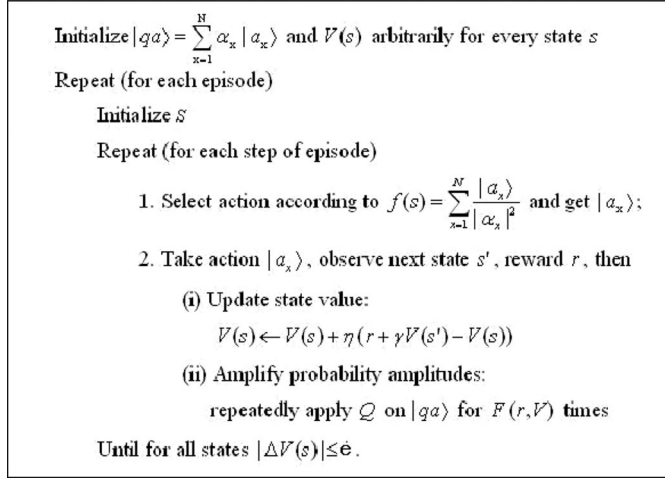 Initialize |qa⟩ = ∑_{x=1}^{N} α_x |a_x⟩ and V(s) arbitrarily for every state s
Repeat (for each episode)
Initialize S
Repeat (for each step of episode)
1. Select action according to f(s) = ∑_{x=1}^{N} |a_x⟩ / |α_x|² and get |a_x⟩;
2. Take action |a_x⟩, observe next state s', reward r, then
(i) Update state value:
V(s) ← V(s) + η(r + γV(s') − V(s))
(ii) Amplify probability amplitudes:
repeatedly apply Q on |qa⟩ for F(r,V) times
Until for all states |ΔV(s)| ≤ ė.